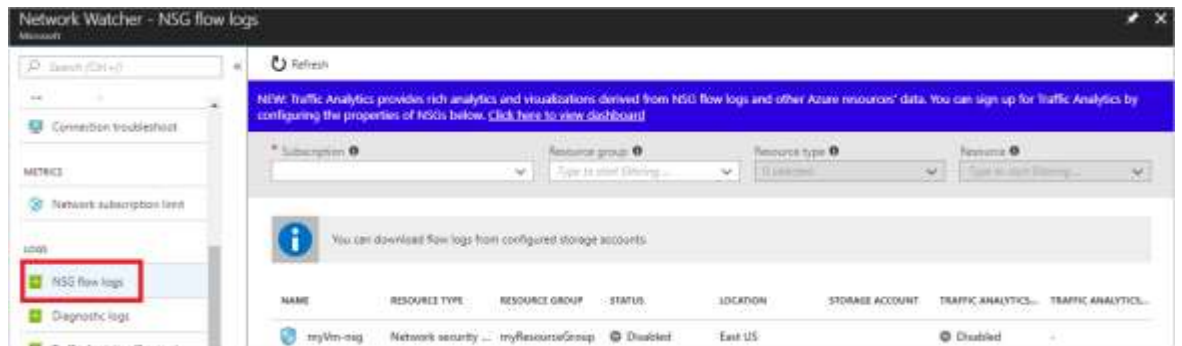 Network Watcher - NSG flow logs
Microsoft
Search (Ctrl+/)
Refresh
NEW: Traffic Analytics provides rich analytics and visualizations derived from NSG flow logs and other Azure resources' data. You can sign up for Traffic Analytics by
configuring the properties of NSGs below. Click here to view dashboard
Connection troubleshoot
* Subscription
Resource group
Resource type
Resource
Type to start filtering ...
0 selected
Type to start filtering ...
METRICS
Network subscription limit
LOGS
You can download flow logs from configured storage accounts
NSG flow logs
Diagnostic logs
NAME RESOURCE TYPE RESOURCE GROUP STATUS LOCATION STORAGE ACCOUNT TRAFFIC ANALYTICS... TRAFFIC ANALYTICS...
myVm-nsg Network security ... myResourceGroup Disabled East US Disabled -